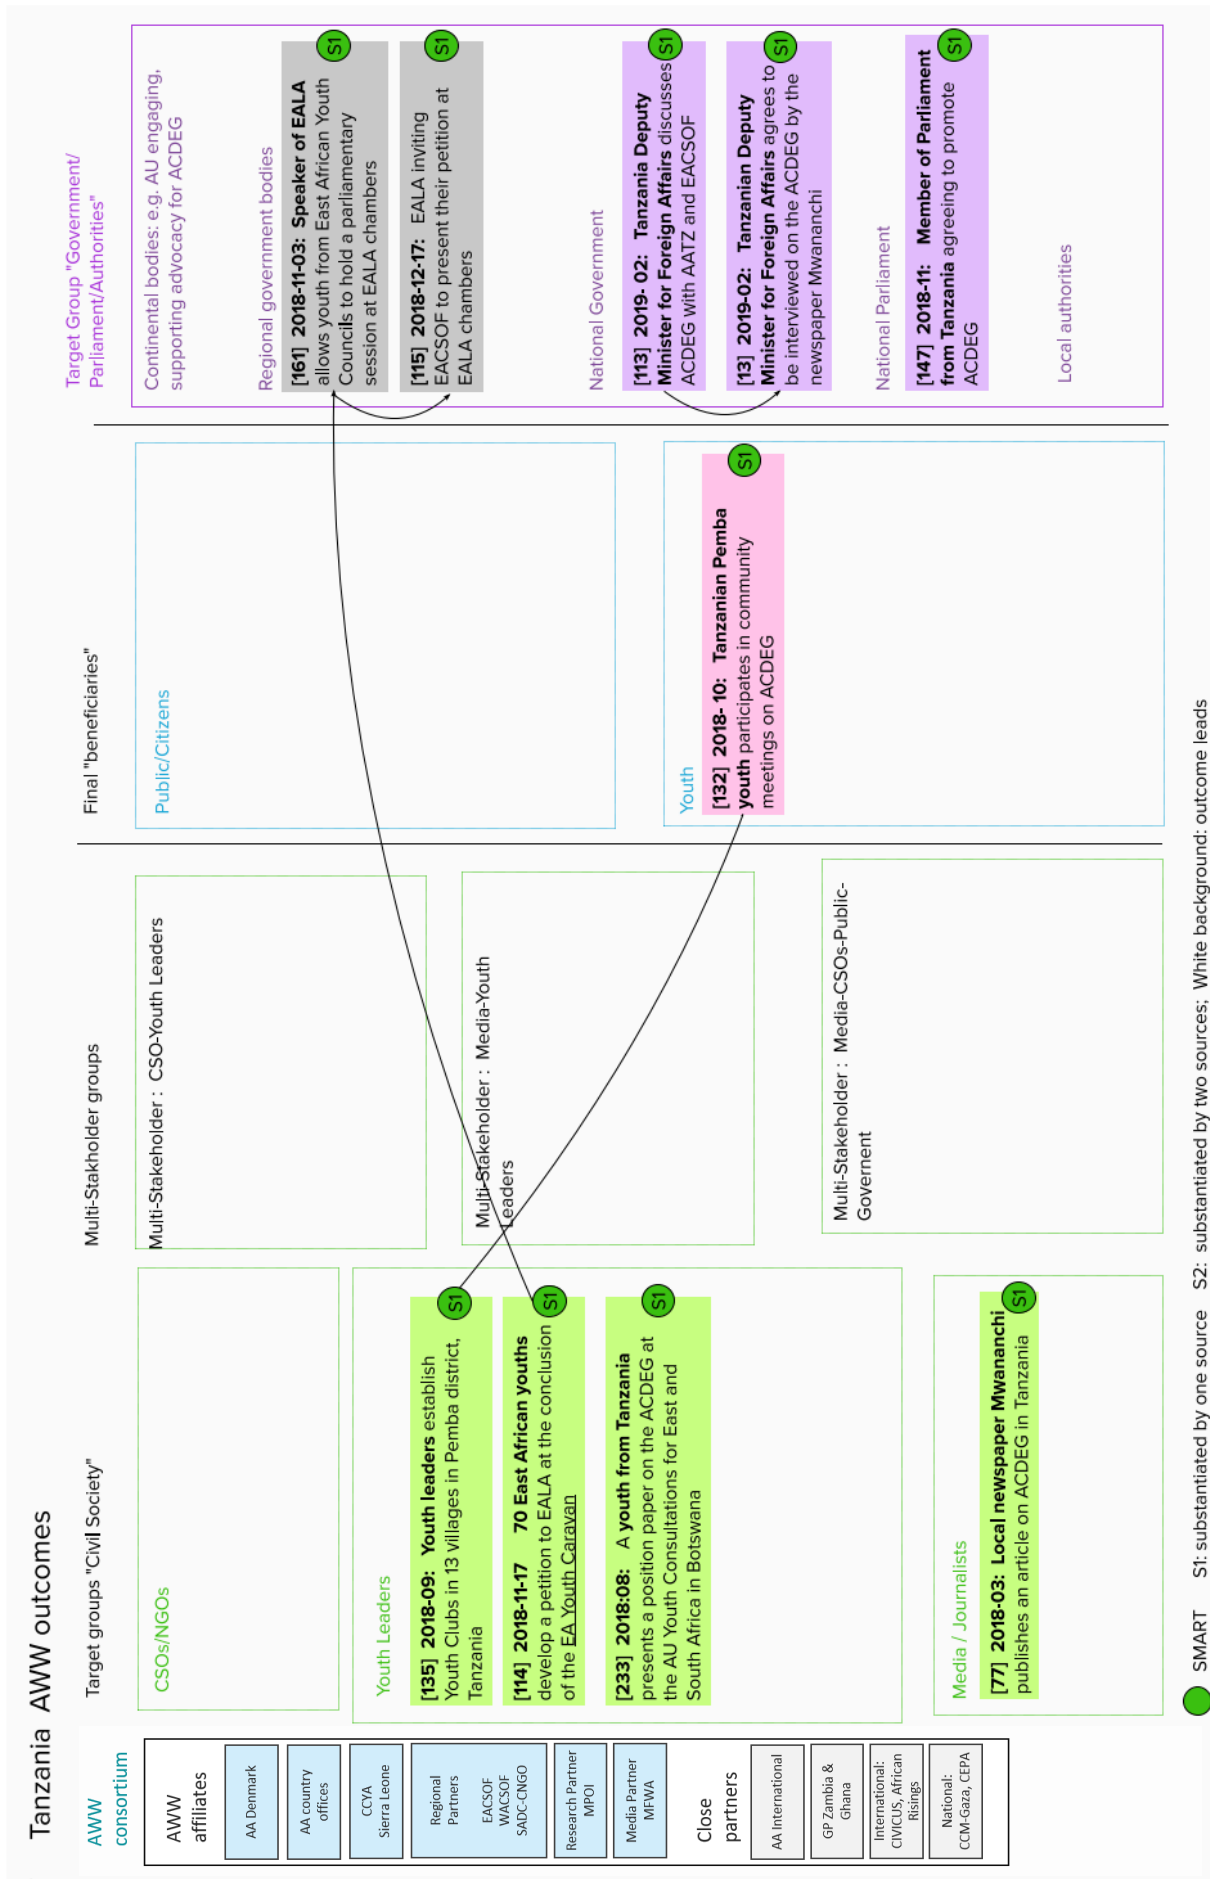 Tanzania AWW outcomes
AWW
consortium
AWW
affiliates
AA Denmark
AA country
offices
CCYA
Sierra Leone
Regional
Partners
EACSOF
WACSOF
SADC-CNGO
Research Partner
MPOI
Media Partner
MFWA
Close
partners
AA International
GP Zambia &
Ghana
International:
CIVICUS, African
Risings
National:
CCM-Gaza, CEPA
Target groups "Civil Society"
CSOs/NGOs
Youth Leaders
[135] 2018-09: Youth leaders establish
Youth Clubs in 13 villages in Pemba district,
Tanzania
S1
[114] 2018-11-17 70 East African youths
develop a petition to EALA at the conclusion
of the EA Youth Caravan
S1
[233] 2018:08: A youth from Tanzania
presents a position paper on the ACDEG at
the AU Youth Consultations for East and
South Africa in Botswana
S1
Media / Journalists
[77] 2018-03: Local newspaper Mwananchi
publishes an article on ACDEG in Tanzania
S1
Multi-Stakholder groups
Multi-Stakeholder : CSO-Youth Leaders
Multi-Stakeholder : Media-Youth
Leaders
Multi-Stakeholder : Media-CSOs-Public-
Governent
Final "beneficiaries"
Public/Citizens
Youth
[132] 2018- 10: Tanzanian Pemba
youth participates in community
meetings on ACDEG
S1
Target Group "Government/
Parliament/Authorities"
Continental bodies: e.g. AU engaging,
supporting advocacy for ACDEG
Regional government bodies
[161] 2018-11-03: Speaker of EALA
allows youth from East African Youth
Councils to hold a parliamentary
session at EALA chambers
S1
[115] 2018-12-17: EALA inviting
EACSOF to present their petition at
EALA chambers
S1
National Government
[113] 2019- 02: Tanzania Deputy
Minister for Foreign Affairs discusses
ACDEG with AATZ and EACSOF
S1
[13] 2019-02: Tanzanian Deputy
Minister for Foreign Affairs agrees to
be interviewed on the ACDEG by the
newspaper Mwananchi
S1
National Parliament
[147] 2018-11: Member of Parliament
from Tanzania agreeing to promote
ACDEG
S1
Local authorities
SMART S1: substantiated by one source S2: substantiated by two sources; White background: outcome leads